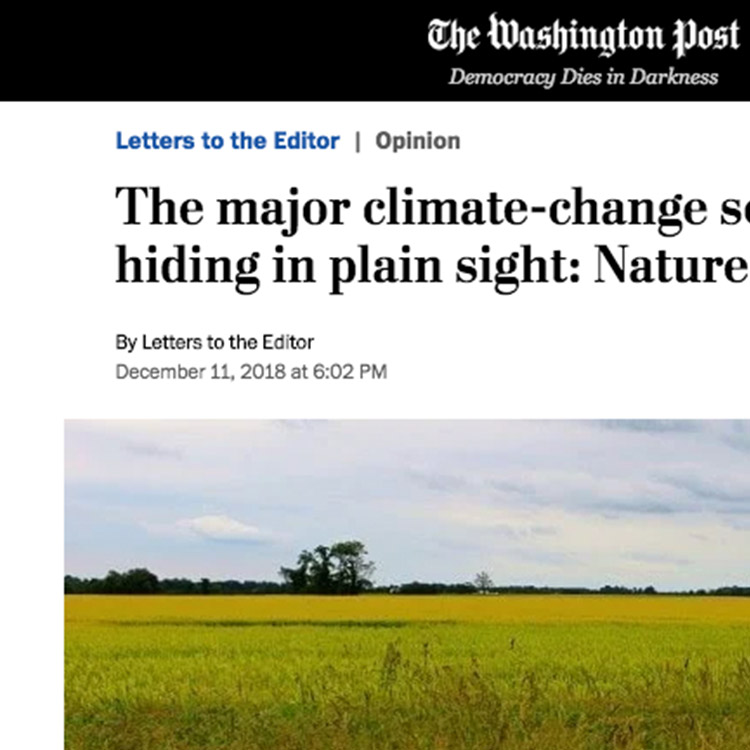 The Washington Post
Democracy Dies in Darkness
Letters to the Editor | Opinion
The major climate-change
hiding in plain sight: Nature
By Letters to the Editor
December 11, 2018 at 6:02 PM